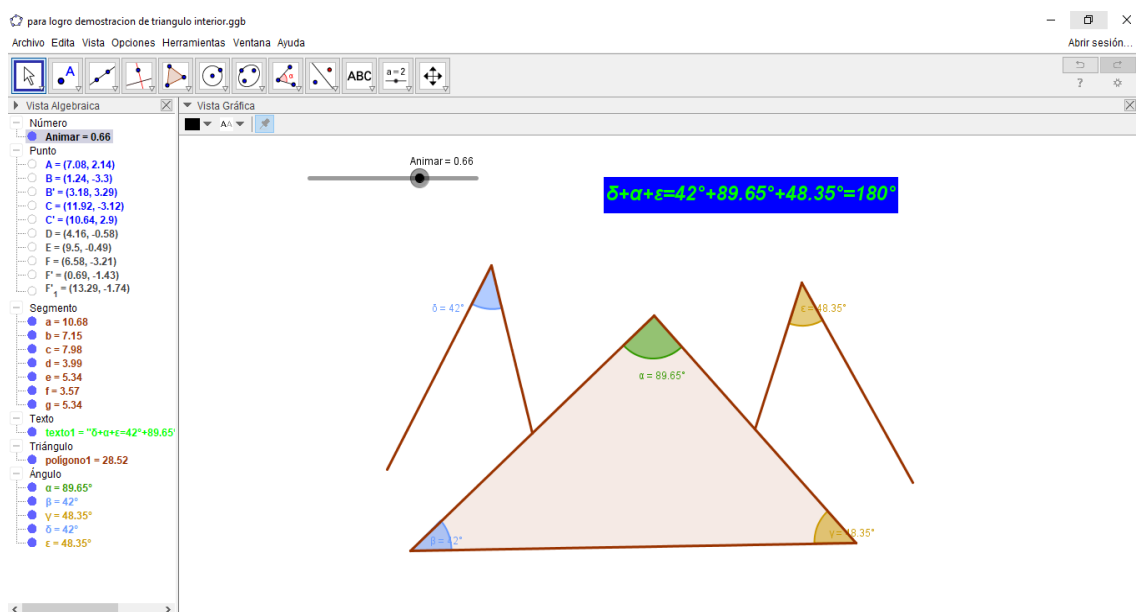 para logro demostracion de triangulo interior.ggb
Archivo Edita Vista Opciones Herramientas Ventana Ayuda
Abrir sesión...
A
α
ABC
a=2
?
Vista Algebraica
Vista Gráfica
AA
Número
Animar = 0.66
Punto
A = (7.08, 2.14)
B = (1.24, -3.3)
B' = (3.18, 3.29)
C = (11.92, -3.12)
C' = (10.64, 2.9)
D = (4.16, -0.58)
E = (9.5, -0.49)
F = (6.58, -3.21)
F' = (0.69, -1.43)
F'₁ = (13.29, -1.74)
Segmento
a = 10.68
b = 7.15
c = 7.98
d = 3.99
e = 5.34
f = 3.57
g = 5.34
Texto
texto1 = "δ+α+ε=42°+89.65°
Triángulo
poligono1 = 28.52
Ángulo
α = 89.65°
β = 42°
γ = 48.35°
δ = 42°
ε = 48.35°
Animar = 0.66
δ+α+ε=42°+89.65°+48.35°=180°
δ = 42°
ε = 48.35°
α = 89.65°
β = 42°
γ = 48.35°